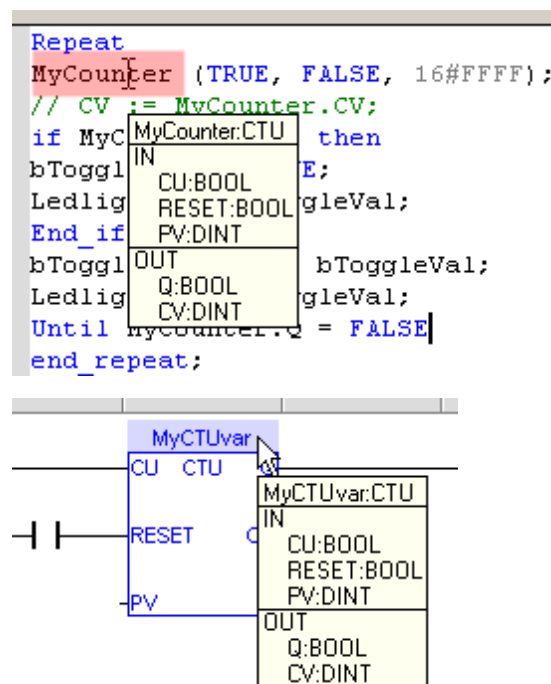 Repeat
MyCounter (TRUE, FALSE, 16#FFFF);
// CV := MyCounter.CV;
if MyC then
bToggl E;
Ledlig gleVal;
End_if
bToggl bToggleVal;
Ledlig gleVal;
Until MyCounter.Q = FALSE
end_repeat;
MyCounter:CTU
IN
CU:BOOL
RESET:BOOL
PV:DINT
OUT
Q:BOOL
CV:DINT
MyCTUvar
CU CTU
RESET C
PV
MyCTUvar:CTU
IN
CU:BOOL
RESET:BOOL
PV:DINT
OUT
Q:BOOL
CV:DINT